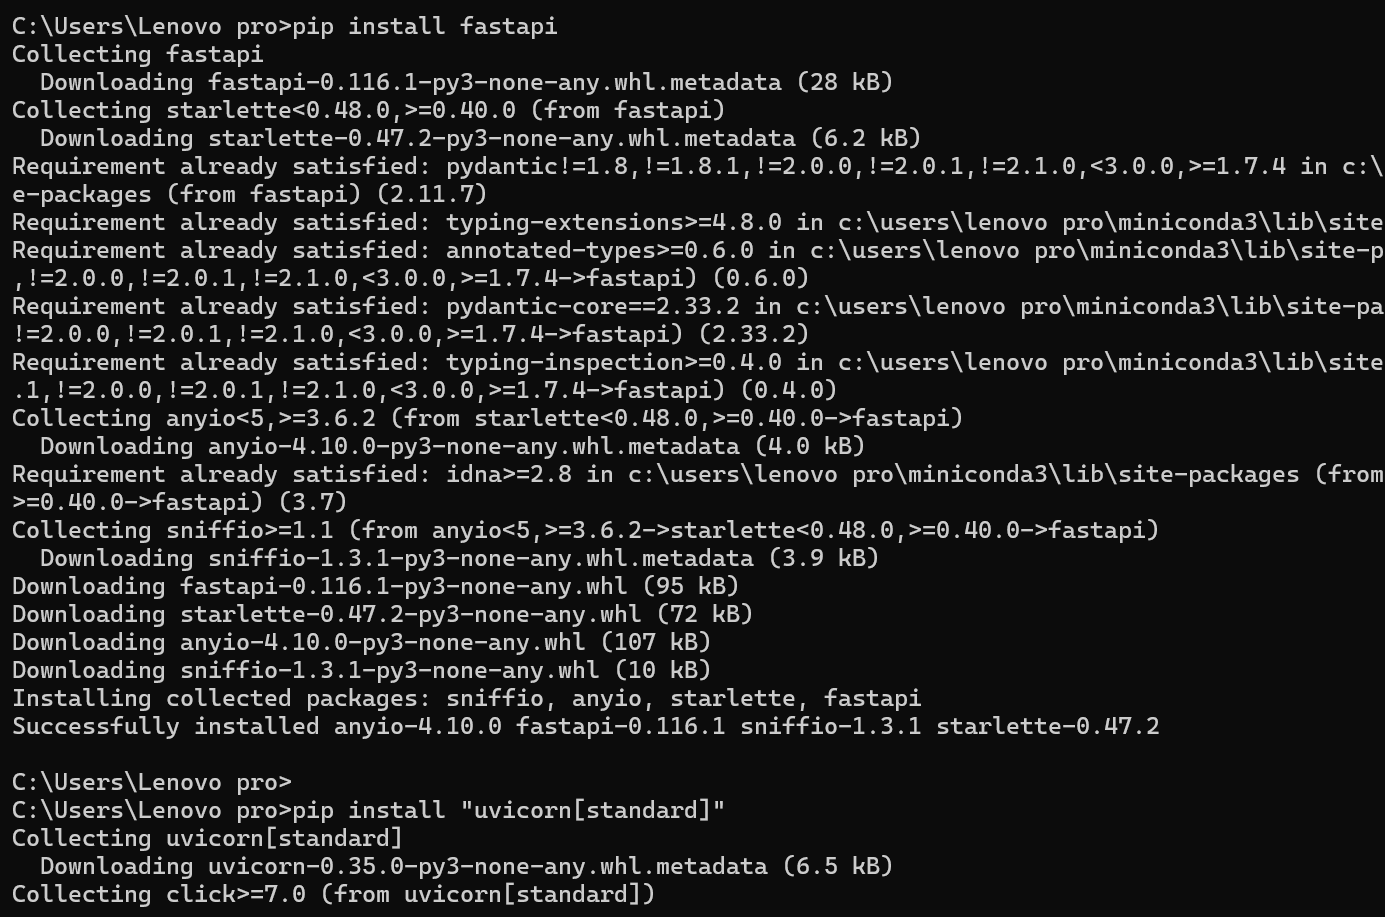 C:\Users\Lenovo pro>pip install fastapi
Collecting fastapi
  Downloading fastapi-0.116.1-py3-none-any.whl.metadata (28 kB)
Collecting starlette<0.48.0,>=0.40.0 (from fastapi)
  Downloading starlette-0.47.2-py3-none-any.whl.metadata (6.2 kB)
Requirement already satisfied: pydantic!=1.8,!=1.8.1,!=2.0.0,!=2.0.1,!=2.1.0,<3.0.0,>=1.7.4 in c:\
e-packages (from fastapi) (2.11.7)
Requirement already satisfied: typing-extensions>=4.8.0 in c:\users\lenovo pro\miniconda3\lib\site
Requirement already satisfied: annotated-types>=0.6.0 in c:\users\lenovo pro\miniconda3\lib\site-p
,!=2.0.0,!=2.0.1,!=2.1.0,<3.0.0,>=1.7.4->fastapi) (0.6.0)
Requirement already satisfied: pydantic-core==2.33.2 in c:\users\lenovo pro\miniconda3\lib\site-pa
!=2.0.0,!=2.0.1,!=2.1.0,<3.0.0,>=1.7.4->fastapi) (2.33.2)
Requirement already satisfied: typing-inspection>=0.4.0 in c:\users\lenovo pro\miniconda3\lib\site
.1,!=2.0.0,!=2.0.1,!=2.1.0,<3.0.0,>=1.7.4->fastapi) (0.4.0)
Collecting anyio<5,>=3.6.2 (from starlette<0.48.0,>=0.40.0->fastapi)
  Downloading anyio-4.10.0-py3-none-any.whl.metadata (4.0 kB)
Requirement already satisfied: idna>=2.8 in c:\users\lenovo pro\miniconda3\lib\site-packages (from
>=0.40.0->fastapi) (3.7)
Collecting sniffio>=1.1 (from anyio<5,>=3.6.2->starlette<0.48.0,>=0.40.0->fastapi)
  Downloading sniffio-1.3.1-py3-none-any.whl.metadata (3.9 kB)
Downloading fastapi-0.116.1-py3-none-any.whl (95 kB)
Downloading starlette-0.47.2-py3-none-any.whl (72 kB)
Downloading anyio-4.10.0-py3-none-any.whl (107 kB)
Downloading sniffio-1.3.1-py3-none-any.whl (10 kB)
Installing collected packages: sniffio, anyio, starlette, fastapi
Successfully installed anyio-4.10.0 fastapi-0.116.1 sniffio-1.3.1 starlette-0.47.2

C:\Users\Lenovo pro>
C:\Users\Lenovo pro>pip install "uvicorn[standard]"
Collecting uvicorn[standard]
  Downloading uvicorn-0.35.0-py3-none-any.whl.metadata (6.5 kB)
Collecting click>=7.0 (from uvicorn[standard])